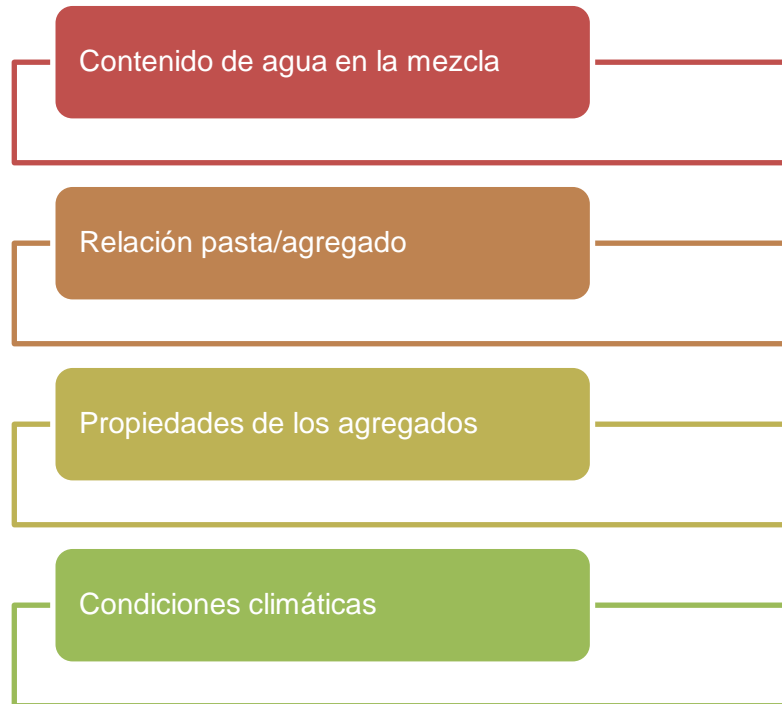 Contenido de agua en la mezcla
Relación pasta/agregado
Propiedades de los agregados
Condiciones climáticas